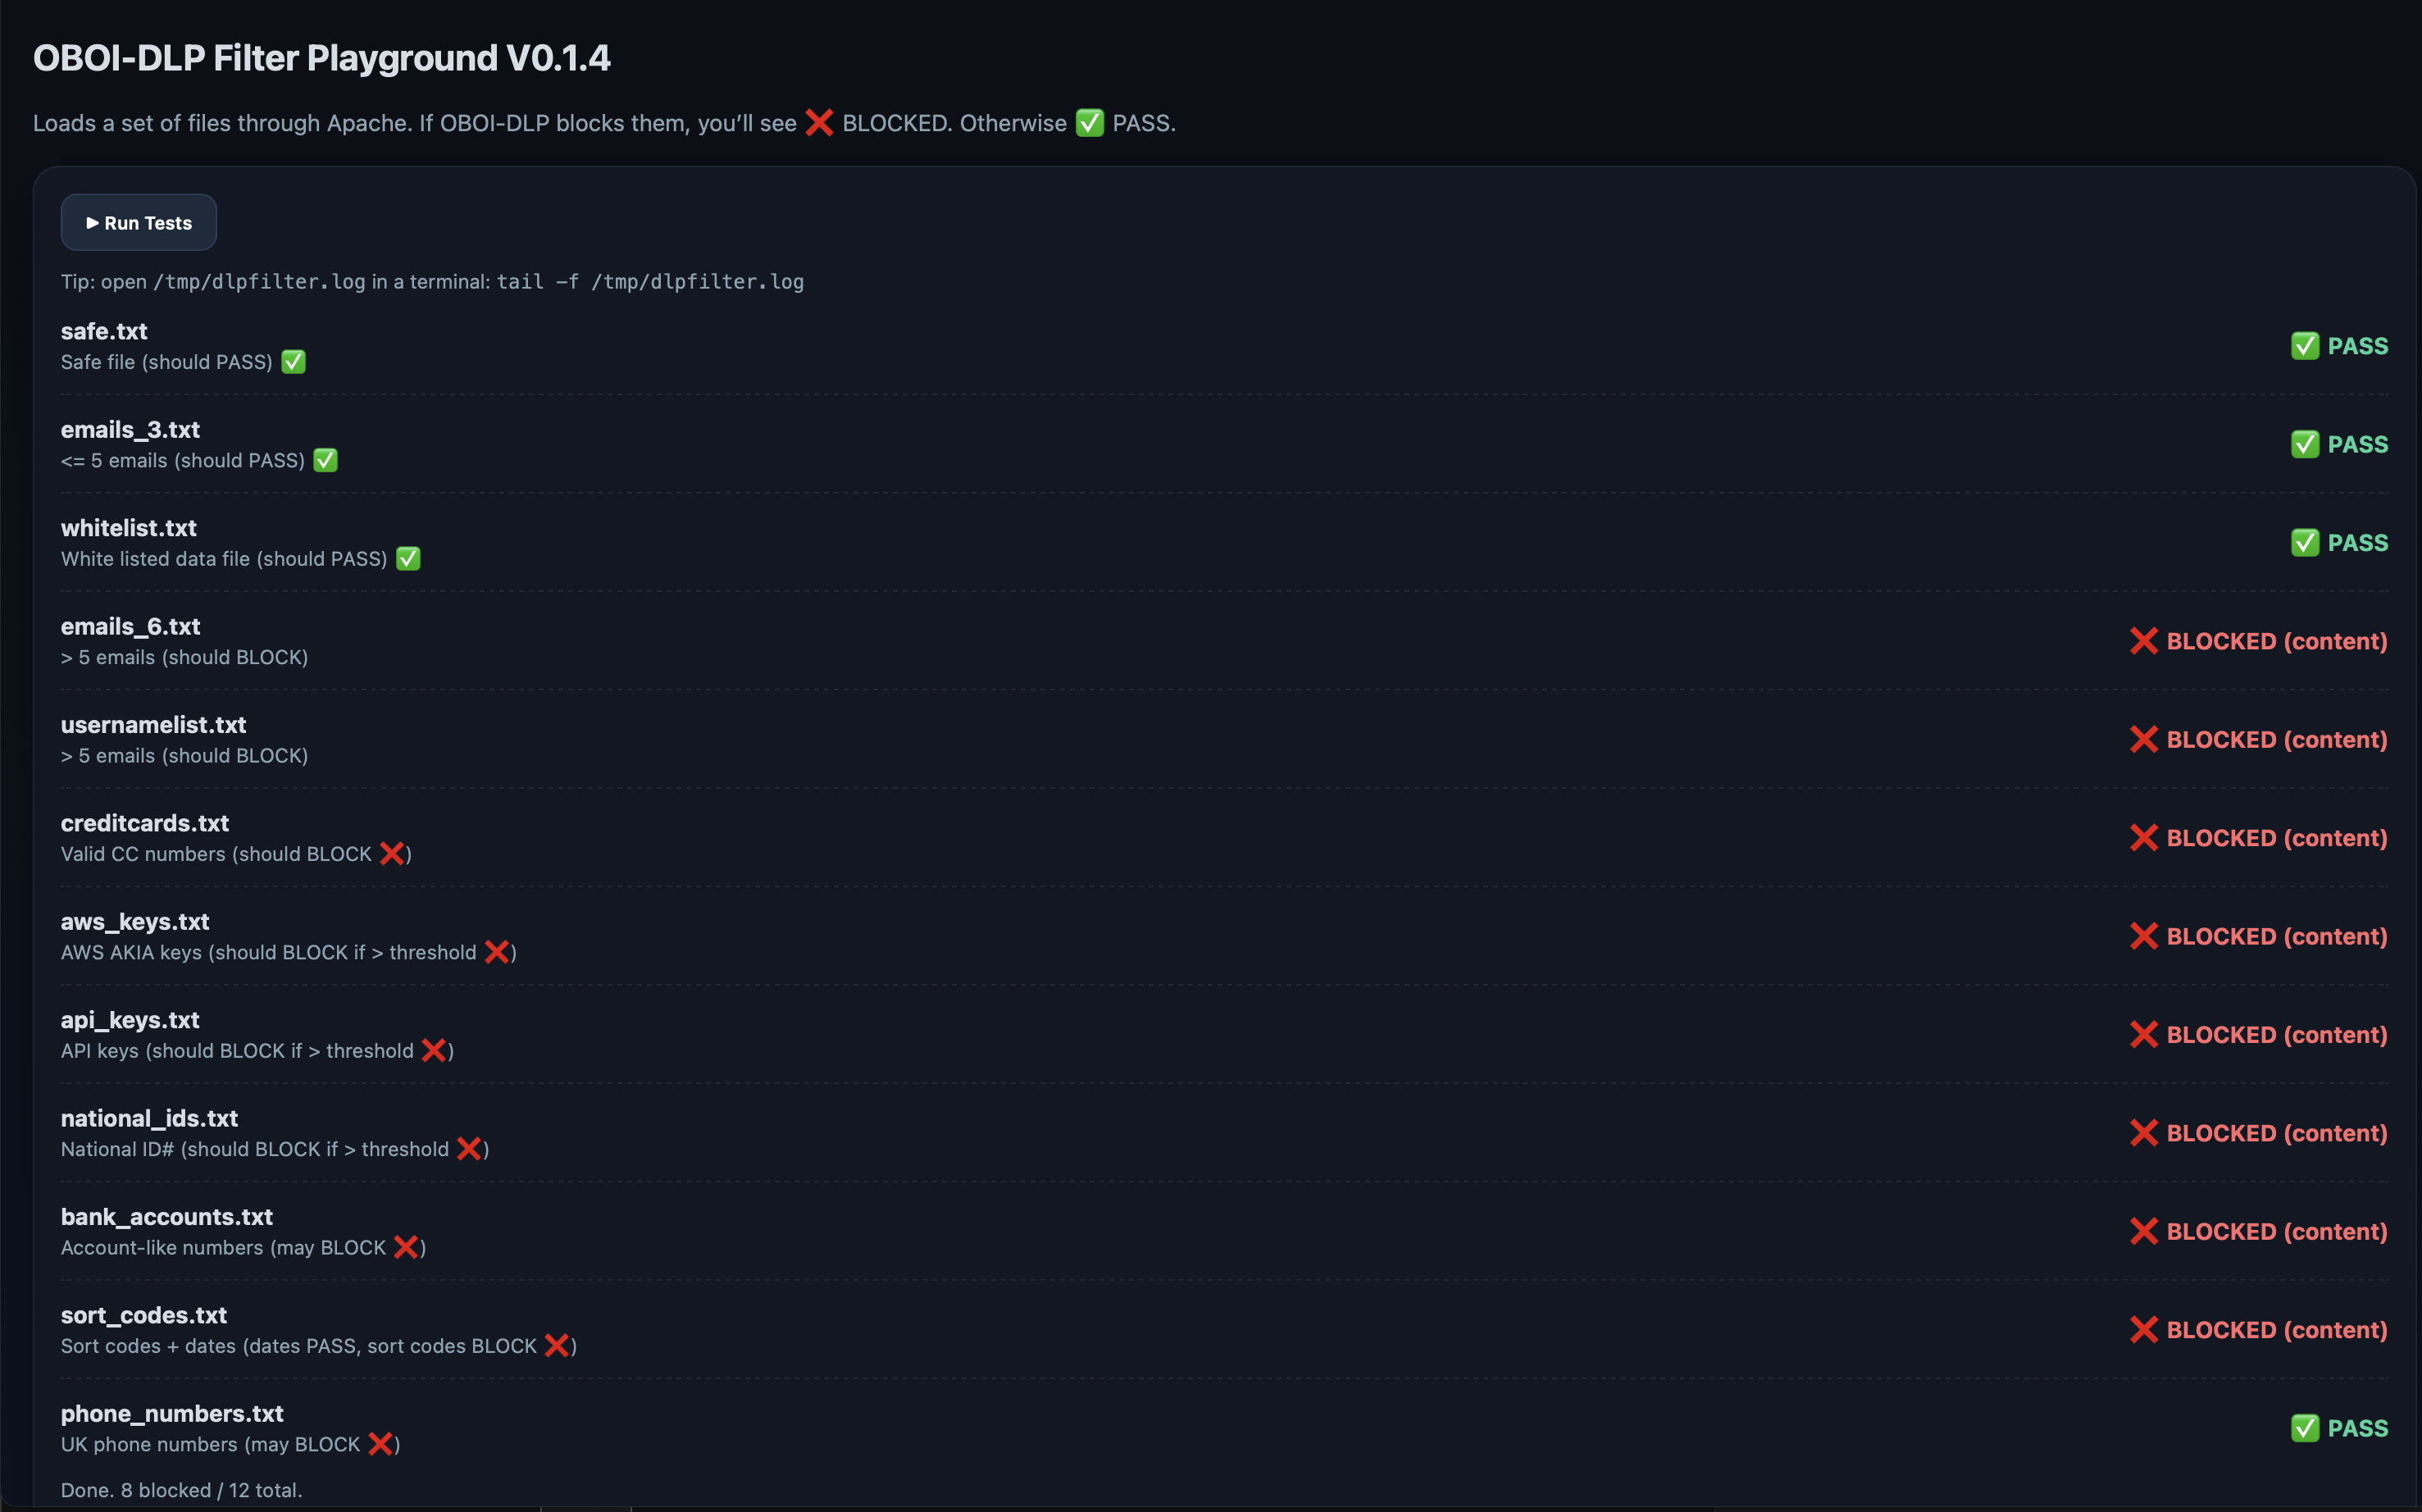 OBOI-DLP Filter Playground V0.1.4
Loads a set of files through Apache. If OBOI-DLP blocks them, you’ll see ❌ BLOCKED. Otherwise ✅ PASS.
▶ Run Tests
Tip: open /tmp/dlpfilter.log in a terminal: tail -f /tmp/dlpfilter.log
safe.txt
Safe file (should PASS) ✅
✅ PASS
emails_3.txt
<= 5 emails (should PASS) ✅
✅ PASS
whitelist.txt
White listed data file (should PASS) ✅
✅ PASS
emails_6.txt
> 5 emails (should BLOCK)
❌ BLOCKED (content)
usernamelist.txt
> 5 emails (should BLOCK)
❌ BLOCKED (content)
creditcards.txt
Valid CC numbers (should BLOCK ❌)
❌ BLOCKED (content)
aws_keys.txt
AWS AKIA keys (should BLOCK if > threshold ❌)
❌ BLOCKED (content)
api_keys.txt
API keys (should BLOCK if > threshold ❌)
❌ BLOCKED (content)
national_ids.txt
National ID# (should BLOCK if > threshold ❌)
❌ BLOCKED (content)
bank_accounts.txt
Account-like numbers (may BLOCK ❌)
❌ BLOCKED (content)
sort_codes.txt
Sort codes + dates (dates PASS, sort codes BLOCK ❌)
❌ BLOCKED (content)
phone_numbers.txt
UK phone numbers (may BLOCK ❌)
✅ PASS
Done. 8 blocked / 12 total.